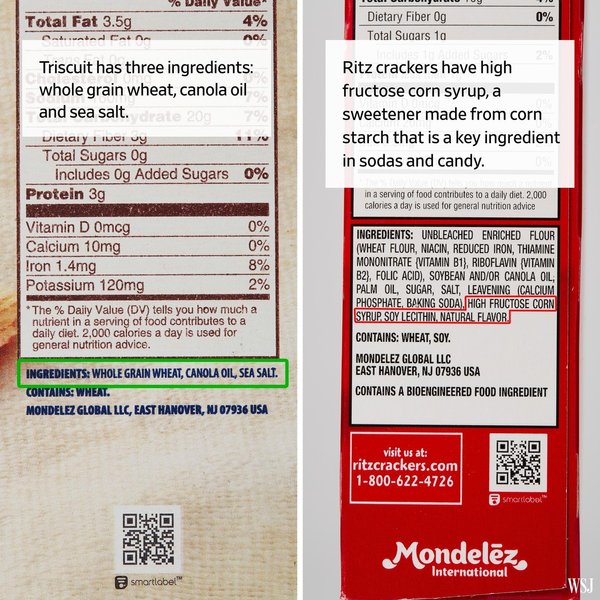 % Daily Value*
Total Fat 3.5g 4%
Saturated Fat 0g 0%
Triscuit has three ingredients:
whole grain wheat, canola oil
and sea salt.
Dietary Fiber 3g 11%
Total Sugars 0g
Includes 0g Added Sugars 0%
Protein 3g
Vitamin D 0mcg 0%
Calcium 10mg 0%
Iron 1.4mg 8%
Potassium 120mg 2%
*The % Daily Value (DV) tells you how much a
nutrient in a serving of food contributes to a
daily diet. 2,000 calories a day is used for
general nutrition advice.
INGREDIENTS: WHOLE GRAIN WHEAT, CANOLA OIL, SEA SALT.
CONTAINS: WHEAT.
MONDELEZ GLOBAL LLC, EAST HANOVER, NJ 07936 USA
smartlabel™
Dietary Fiber 0g 0%
Total Sugars 1g
Includes 1g Added Sugars 2%
Ritz crackers have high
fructose corn syrup, a
sweetener made from corn
starch that is a key ingredient
in sodas and candy.
*The % Daily Value (DV) tells you how much a nutrient
in a serving of food contributes to a daily diet. 2,000
calories a day is used for general nutrition advice
INGREDIENTS: UNBLEACHED ENRICHED FLOUR
(WHEAT FLOUR, NIACIN, REDUCED IRON, THIAMINE
MONONITRATE {VITAMIN B1}, RIBOFLAVIN {VITAMIN
B2}, FOLIC ACID), SOYBEAN AND/OR CANOLA OIL,
PALM OIL, SUGAR, SALT, LEAVENING (CALCIUM
PHOSPHATE, BAKING SODA), HIGH FRUCTOSE CORN
SYRUP, SOY LECITHIN, NATURAL FLAVOR.
CONTAINS: WHEAT, SOY.
MONDELEZ GLOBAL LLC
EAST HANOVER, NJ 07936 USA
CONTAINS A BIOENGINEERED FOOD INGREDIENT
visit us at:
ritzcrackers.com
1-800-622-4726
smartlabel™
Mondelēz
International
WSJ